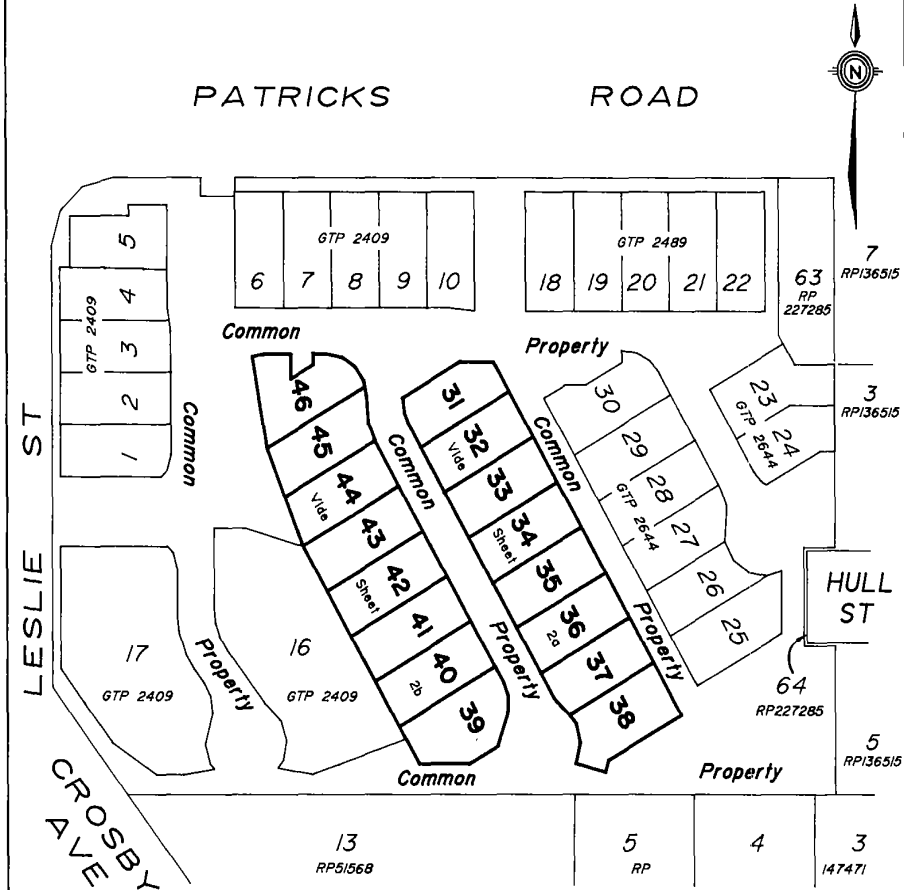 N
PATRICKS ROAD
GTP 2409
6 7 8 9 10
GTP 2489
18 19 20 21 22
63
RP
227285
7
RP136515
5
4
3
2
1
GTP 2409
Common
Common
Property
3
RP136515
23
24
GTP 2644
30
29
28
27
26
25
GTP 2644
Common
Property
31
32
Vide
33
34
Sheet
35
36
2a
37
38
Common
Property
46
45
44
Vide
43
42
Sheet
41
40
2b
39
LESLIE ST
17
GTP 2409
Property
16
GTP 2409
HULL
ST
64
RP227285
5
RP136515
Common
Property
CROSBY
AVE
13
RP51568
5
RP
4
3
147471